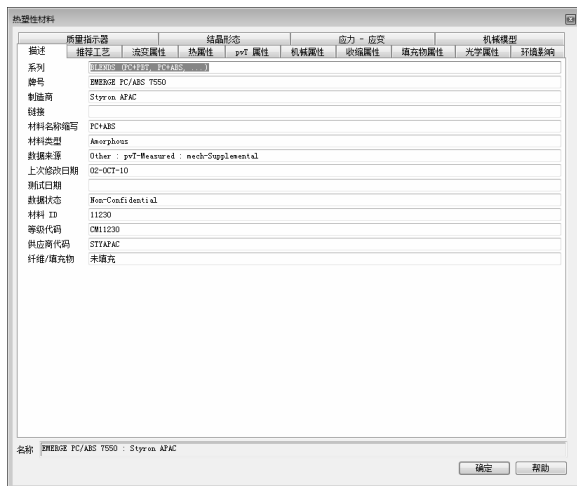 热塑性材料
质量指示器 结晶形态 应力 - 应变 机械模型
描述 推荐工艺 流变属性 热属性 pvT 属性 机械属性 收缩属性 填充物属性 光学属性 环境影响
系列 BLENDS (PC+PBT, PC+ABS, ...)
牌号 EMERGE PC/ABS 7550
制造商 Styron APAC
链接
材料名称缩写 PC+ABS
材料类型 Amorphous
数据来源 Other : pvT-Measured : mech-Supplemental
上次修改日期 02-OCT-10
测试日期
数据状态 Non-Confidential
材料 ID 11230
等级代码 CM11230
供应商代码 STYAPAC
纤维/填充物 未填充
名称 EMERGE PC/ABS 7550 : Styron APAC
确定 帮助